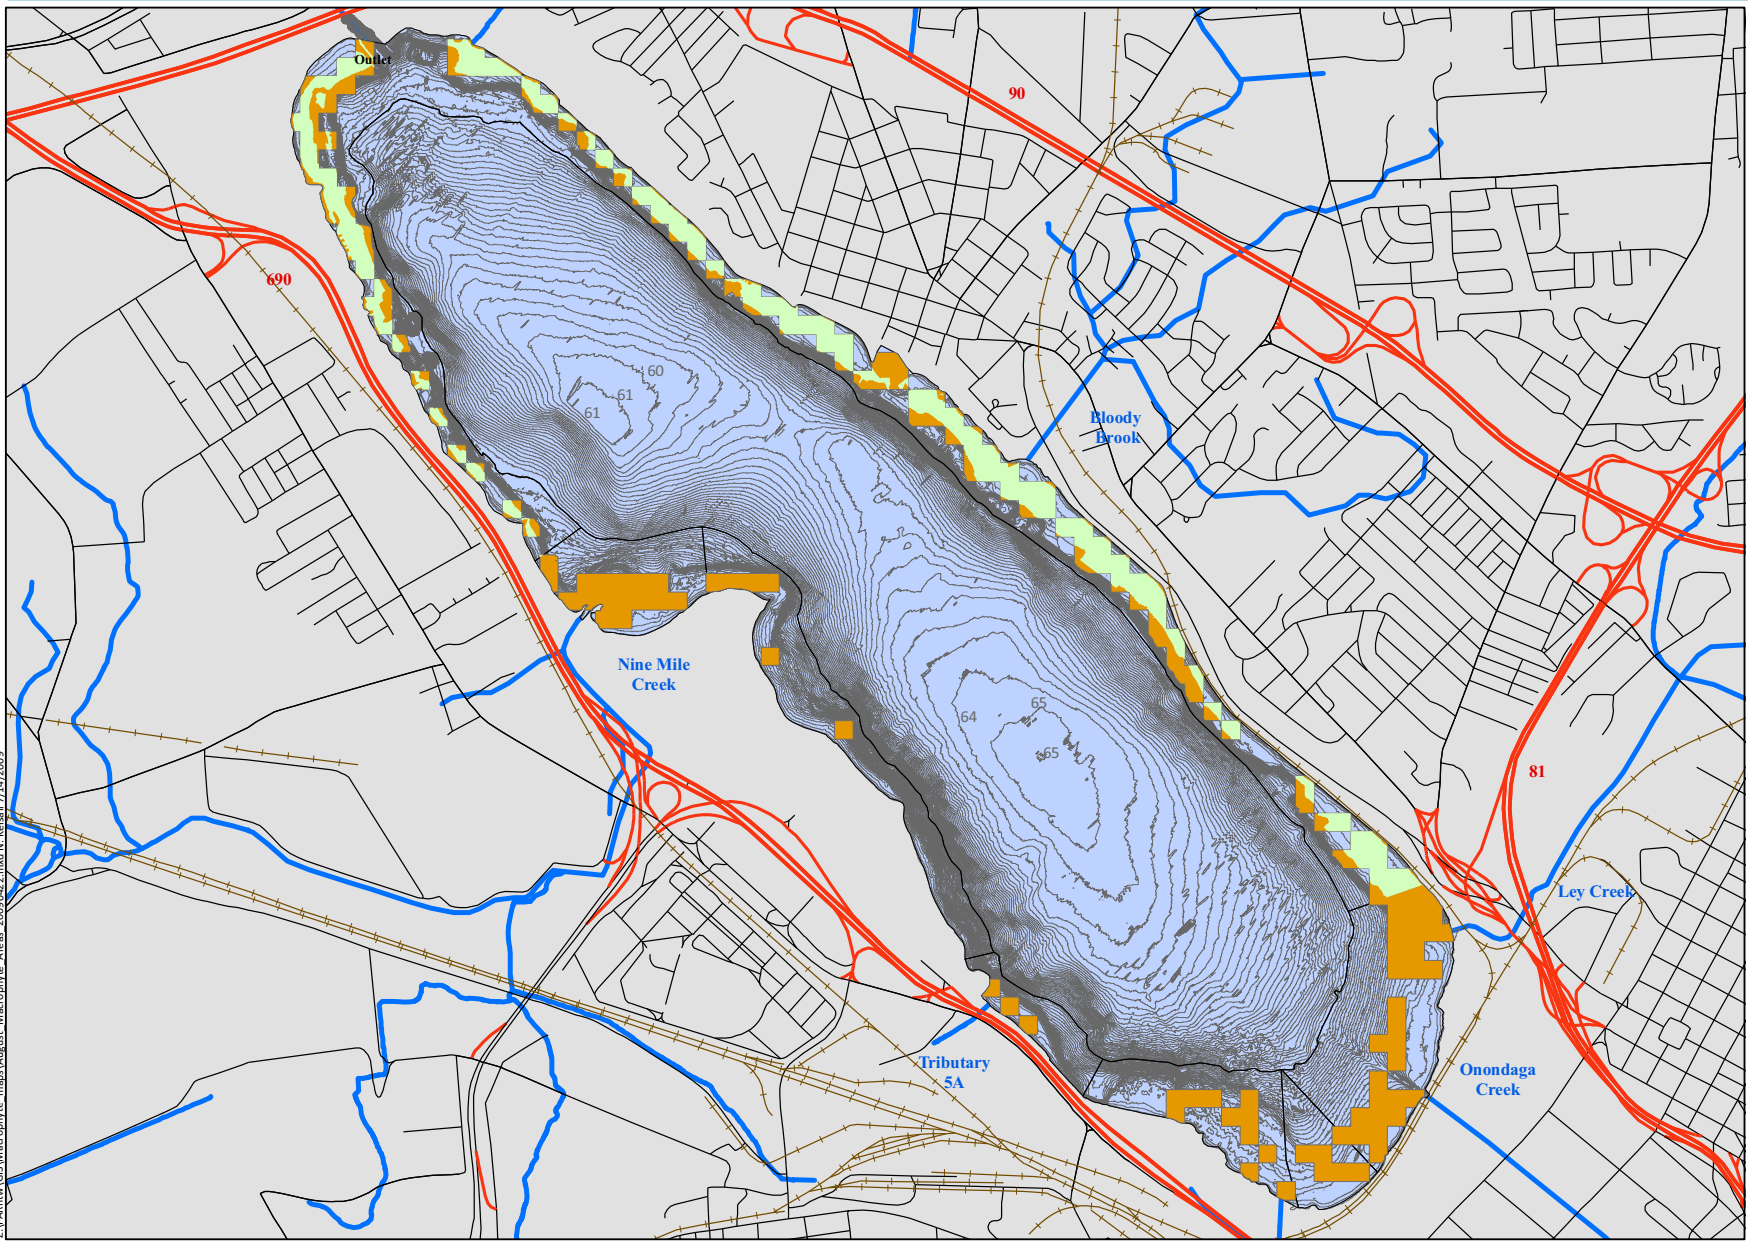 Outlet
90
690
60
61
61
Bloody
Brook
Nine Mile
Creek
65
64
65
81
Ley Creek
Tributary
5A
Onondaga
Creek